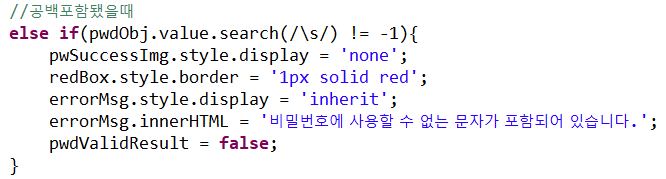 //공백포함됐을때
else if(pwdObj.value.search(/\s/) != -1){
    pwSuccessImg.style.display = 'none';
    redBox.style.border = '1px solid red';
    errorMsg.style.display = 'inherit';
    errorMsg.innerHTML = '비밀번호에 사용할 수 없는 문자가 포함되어 있습니다.';
    pwdValidResult = false;
}